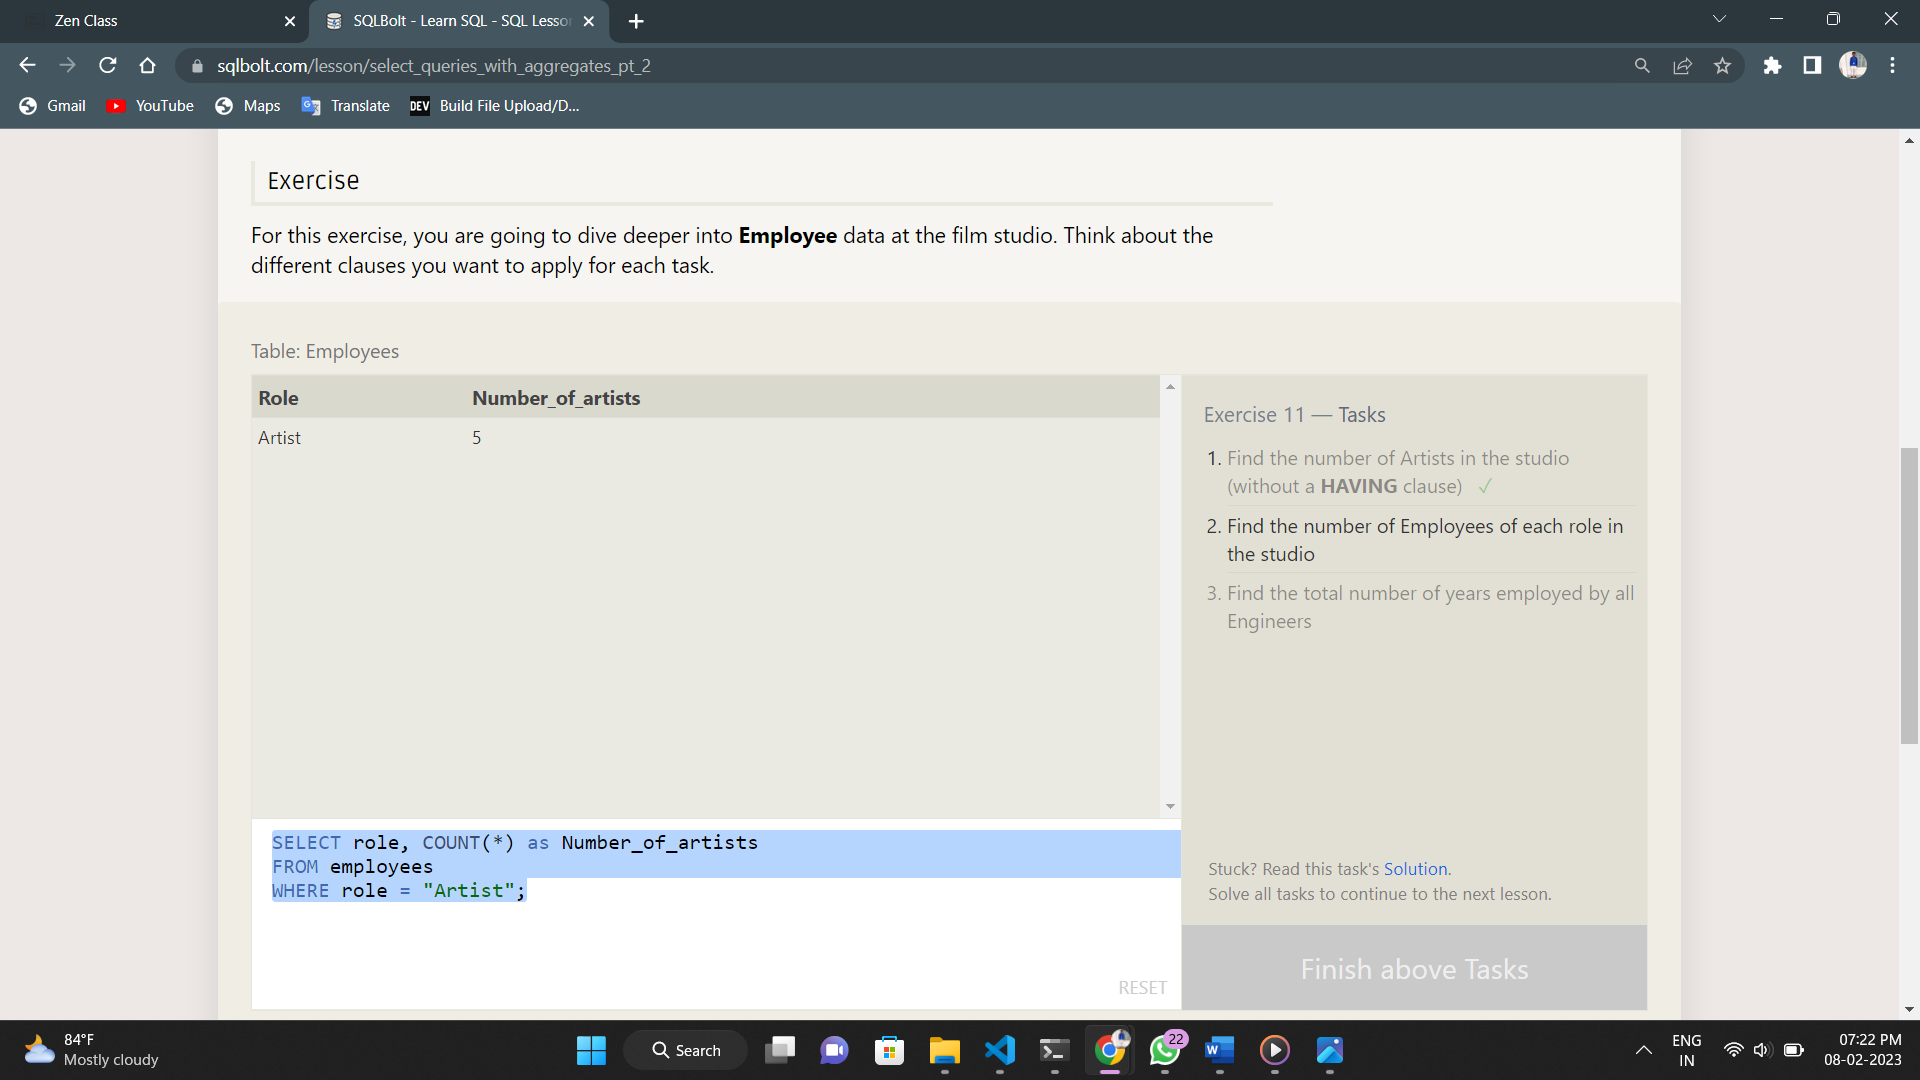 Zen Class
SQLBolt - Learn SQL - SQL Lesson
sqlbolt.com/lesson/select_queries_with_aggregates_pt_2
Gmail YouTube Maps Translate DEV Build File Upload/D...
Exercise
For this exercise, you are going to dive deeper into Employee data at the film studio. Think about the
different clauses you want to apply for each task.
Table: Employees
Role Number_of_artists
Artist 5
Exercise 11 — Tasks
1. Find the number of Artists in the studio
(without a HAVING clause) ✓
2. Find the number of Employees of each role in
the studio
3. Find the total number of years employed by all
Engineers
SELECT role, COUNT(*) as Number_of_artists
FROM employees
WHERE role = "Artist";
RESET
Stuck? Read this task's Solution.
Solve all tasks to continue to the next lesson.
Finish above Tasks
84°F
Mostly cloudy
Search
22
ENG
IN
07:22 PM
08-02-2023